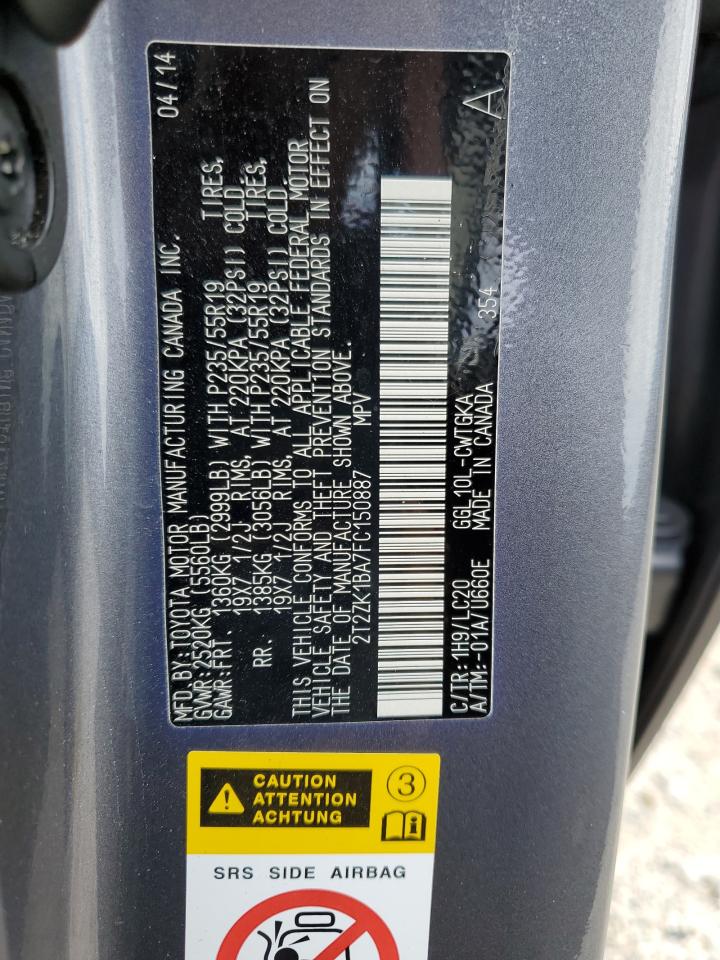 MFD.BY:TOYOTA MOTOR MANUFACTURING CANADA INC. 04/14
GVWR:2520KG (5560LB)
GAWR:FRT. 1360KG (2999LB) WITH P235/55R19 TIRES,
19X7 1/2J RIMS, AT 220KPA (32PSI) COLD.
RR. 1385KG (3056LB) WITH P235/55R19 TIRES,
19X7 1/2J RIMS, AT 220KPA (32PSI) COLD.
THIS VEHICLE CONFORMS TO ALL APPLICABLE FEDERAL MOTOR
VEHICLE SAFETY AND THEFT PREVENTION STANDARDS IN EFFECT ON
THE DATE OF MANUFACTURE SHOWN ABOVE.
2T2ZK1BA7FC150887 MPV
C/TR:1H9/LC20 GGL10L-CWTGKA
A/TM:-01A/U660E MADE IN CANADA 354 A
CAUTION
ATTENTION
ACHTUNG
3
SRS SIDE AIRBAG